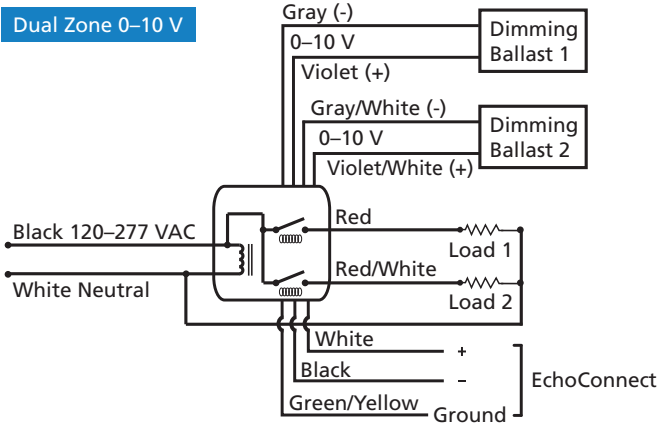 Dual Zone 0–10 V
Gray (-)
0–10 V
Violet (+)
Dimming
Ballast 1
Gray/White (-)
0–10 V
Violet/White (+)
Dimming
Ballast 2
Black 120–277 VAC
White Neutral
Red
Load 1
Red/White
Load 2
White
+
Black
–
Green/Yellow
Ground
EchoConnect